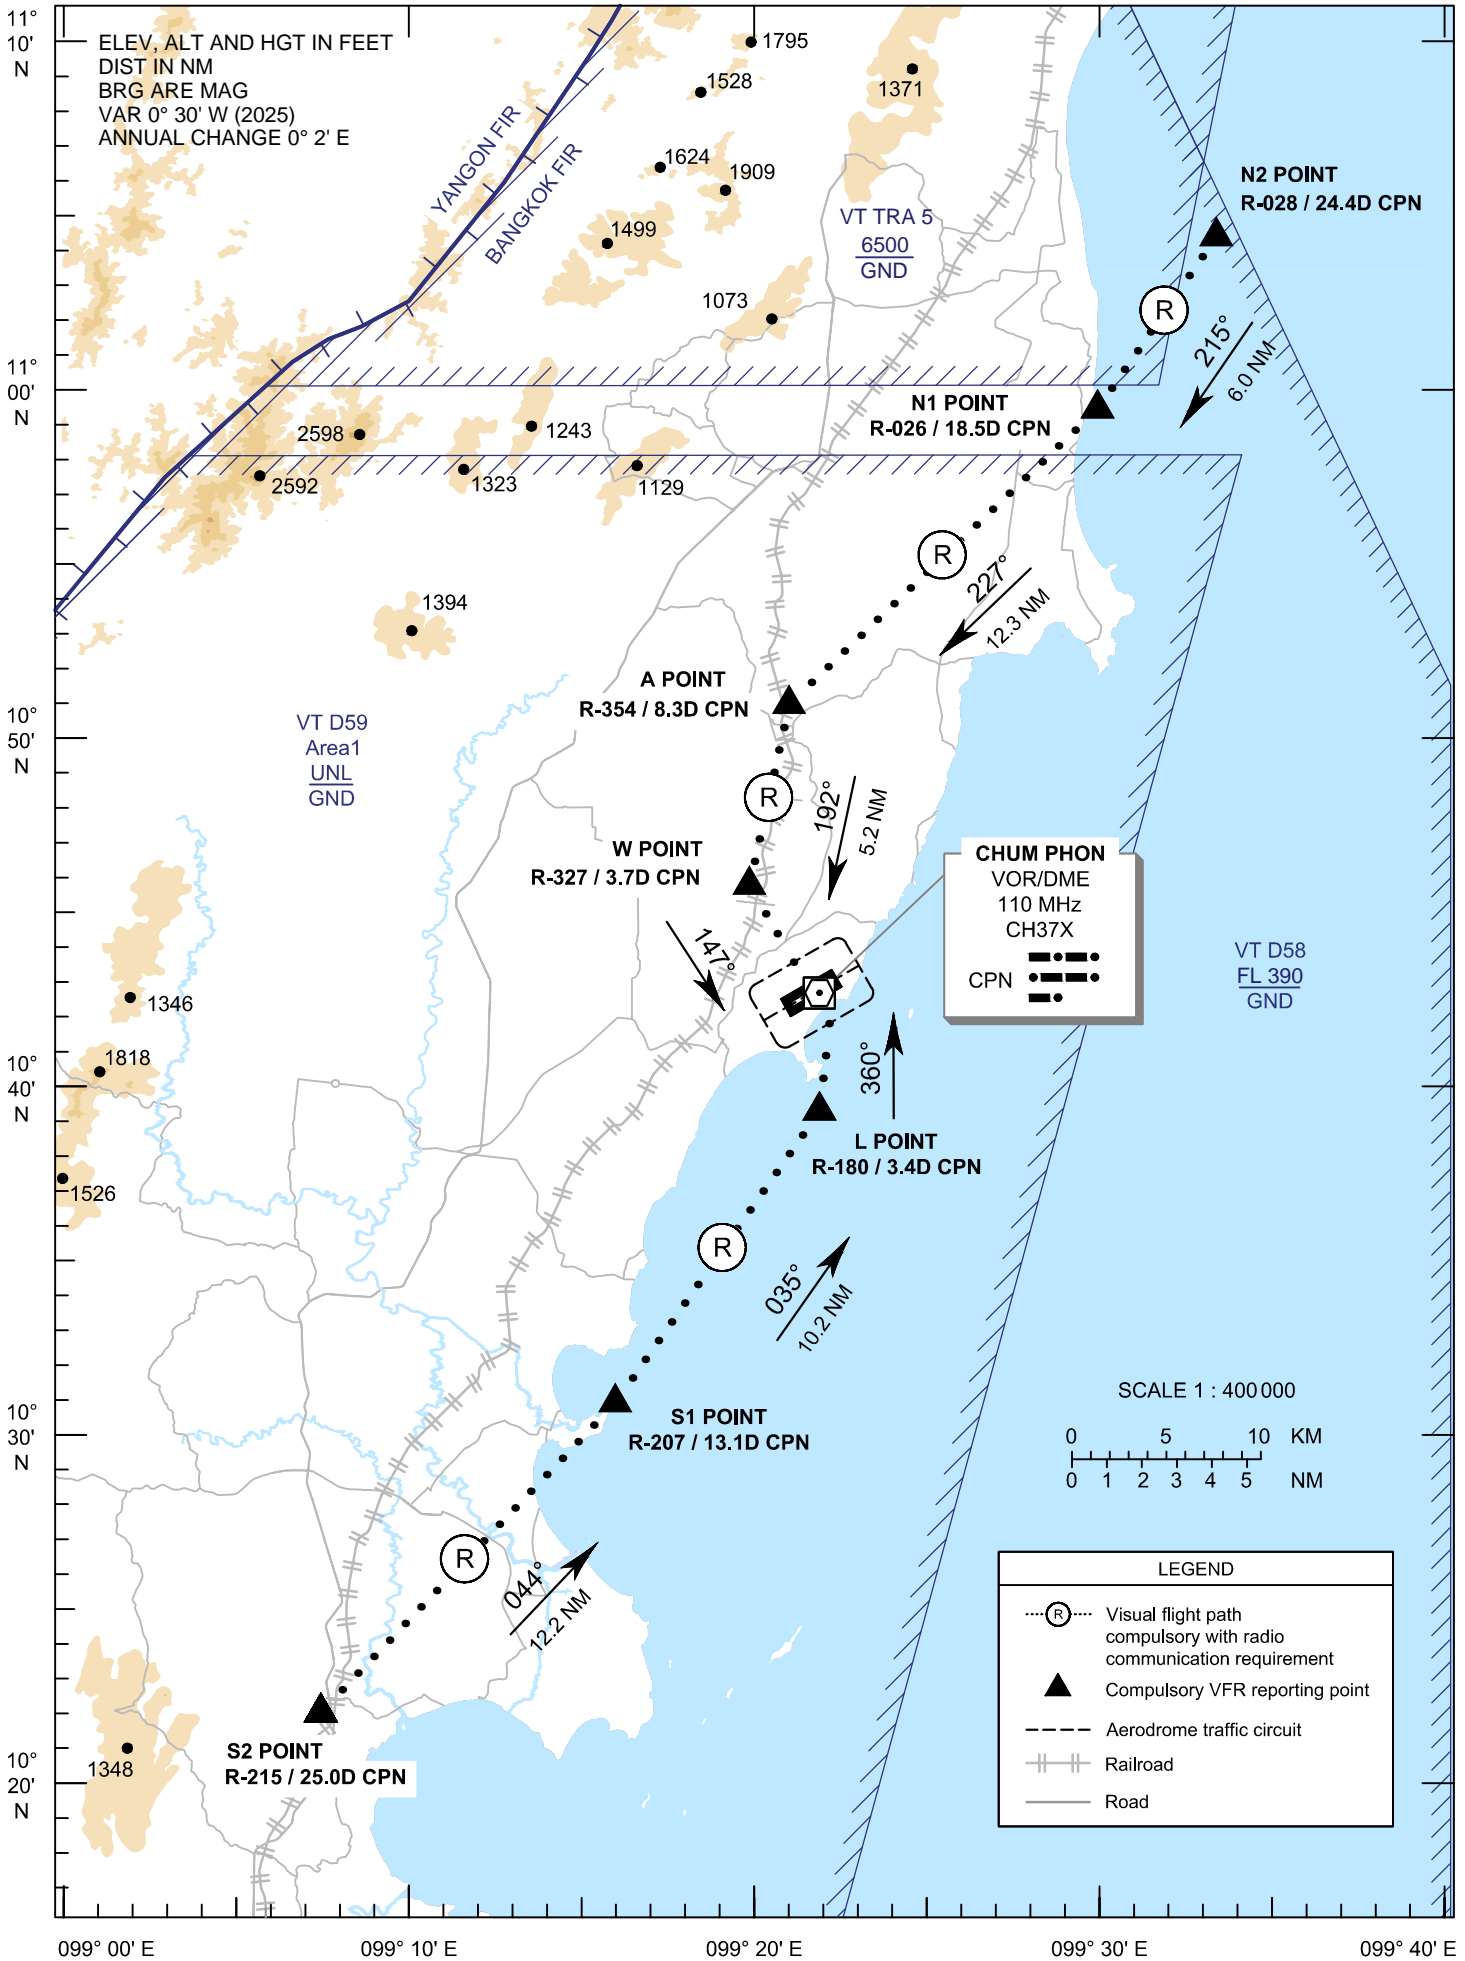 11°
10'
N
ELEV, ALT AND HGT IN FEET
DIST IN NM
BRG ARE MAG
VAR 0° 30' W (2025)
ANNUAL CHANGE 0° 2' E
YANGON FIR
BANGKOK FIR
1795
1528
1371
1624
1909
1499
1073
VT TRA 5
6500
GND
N2 POINT
R-028 / 24.4D CPN
R
215°
6.0 NM
11°
00'
N
N1 POINT
R-026 / 18.5D CPN
2598
2592
1243
1323
1129
R
227°
12.3 NM
1394
A POINT
R-354 / 8.3D CPN
10°
50'
N
VT D59
Area1
UNL
GND
R
192°
5.2 NM
W POINT
R-327 / 3.7D CPN
147°
CHUM PHON
VOR/DME
110 MHz
CH37X
CPN
VT D58
FL 390
GND
1346
1818
1526
10°
40'
N
360°
L POINT
R-180 / 3.4D CPN
R
035°
10.2 NM
S1 POINT
R-207 / 13.1D CPN
10°
30'
N
SCALE 1 : 400 000
0 5 10 KM
0 1 2 3 4 5 NM
R
044°
12.2 NM
LEGEND
R
Visual flight path
compulsory with radio
communication requirement
Compulsory VFR reporting point
Aerodrome traffic circuit
Railroad
Road
S2 POINT
R-215 / 25.0D CPN
1348
10°
20'
N
099° 00' E
099° 10' E
099° 20' E
099° 30' E
099° 40' E